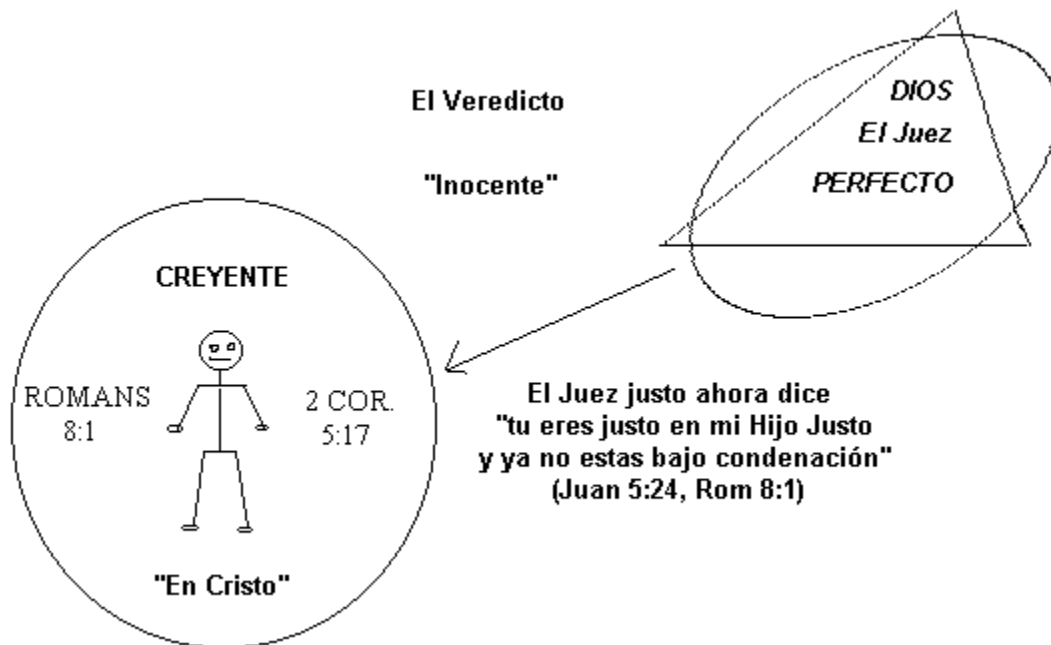 El Veredicto
"Inocente"
DIOS
El Juez
PERFECTO
CREYENTE
ROMANS
8:1
2 COR.
5:17
"En Cristo"
El Juez justo ahora dice
"tu eres justo en mi Hijo Justo
y ya no estas bajo condenación"
(Juan 5:24, Rom 8:1)